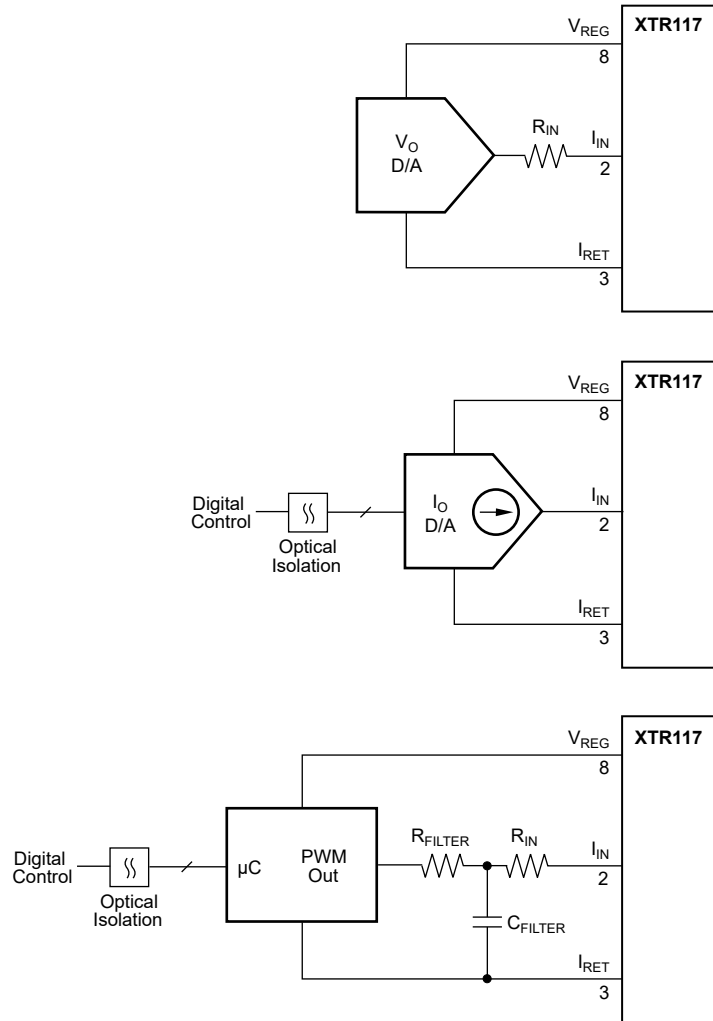 V_REG
XTR117
8
V_O
D/A
R_IN
I_IN
2
I_RET
3
V_REG
XTR117
8
Digital
Control
Optical
Isolation
I_O
D/A
I_IN
2
I_RET
3
V_REG
XTR117
8
Digital
Control
Optical
Isolation
µC
PWM
Out
R_FILTER
R_IN
I_IN
2
C_FILTER
I_RET
3